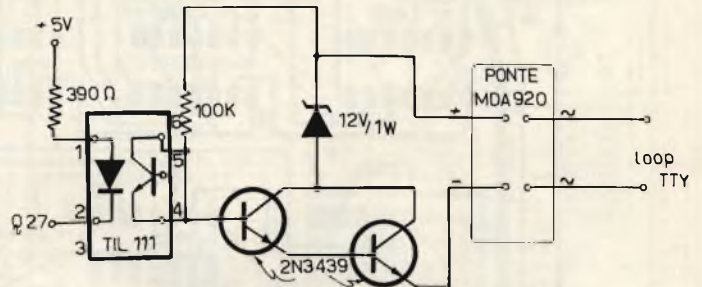 +5V
390 Ω
100K
12V/1W
PONTE
MDA 920
+
~
-
~
loop
TTY
1
2
3
4
5
6
27
TIL 111
2N3439